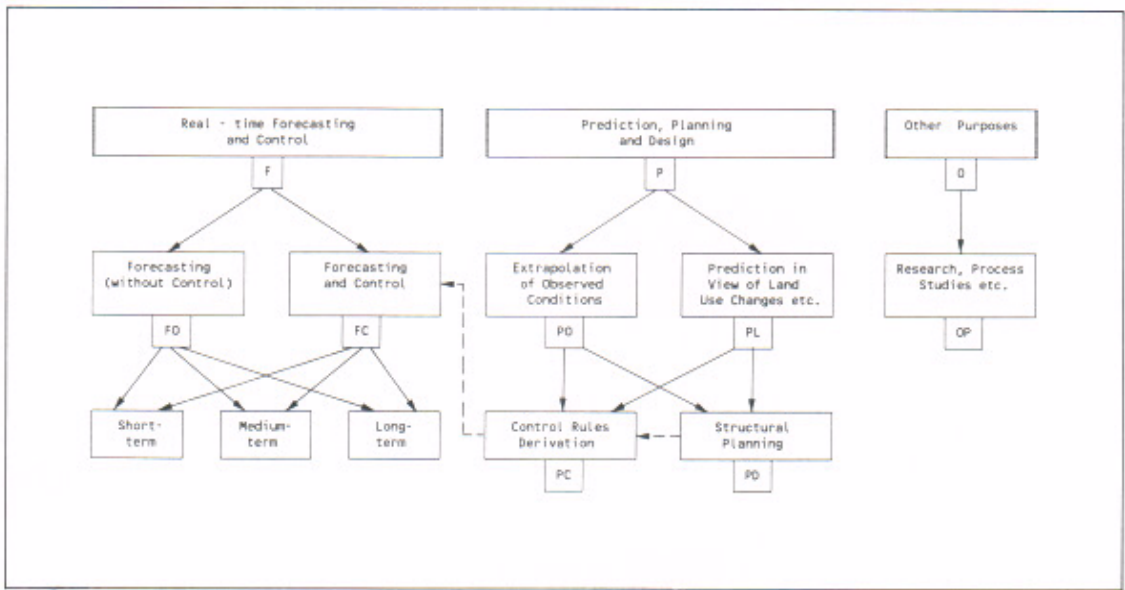 Real - time Forecasting
and Control
F
Prediction, Planning
and Design
P
Other Purposes
O
Forecasting
(without Control)
FO
Forecasting
and Control
FC
Extrapolation
of Observed
Conditions
PO
Prediction in
View of Land
Use Changes etc.
PL
Research, Process
Studies etc.
OP
Short-
term
Medium-
term
Long-
term
Control Rules
Derivation
PC
Structural
Planning
PD